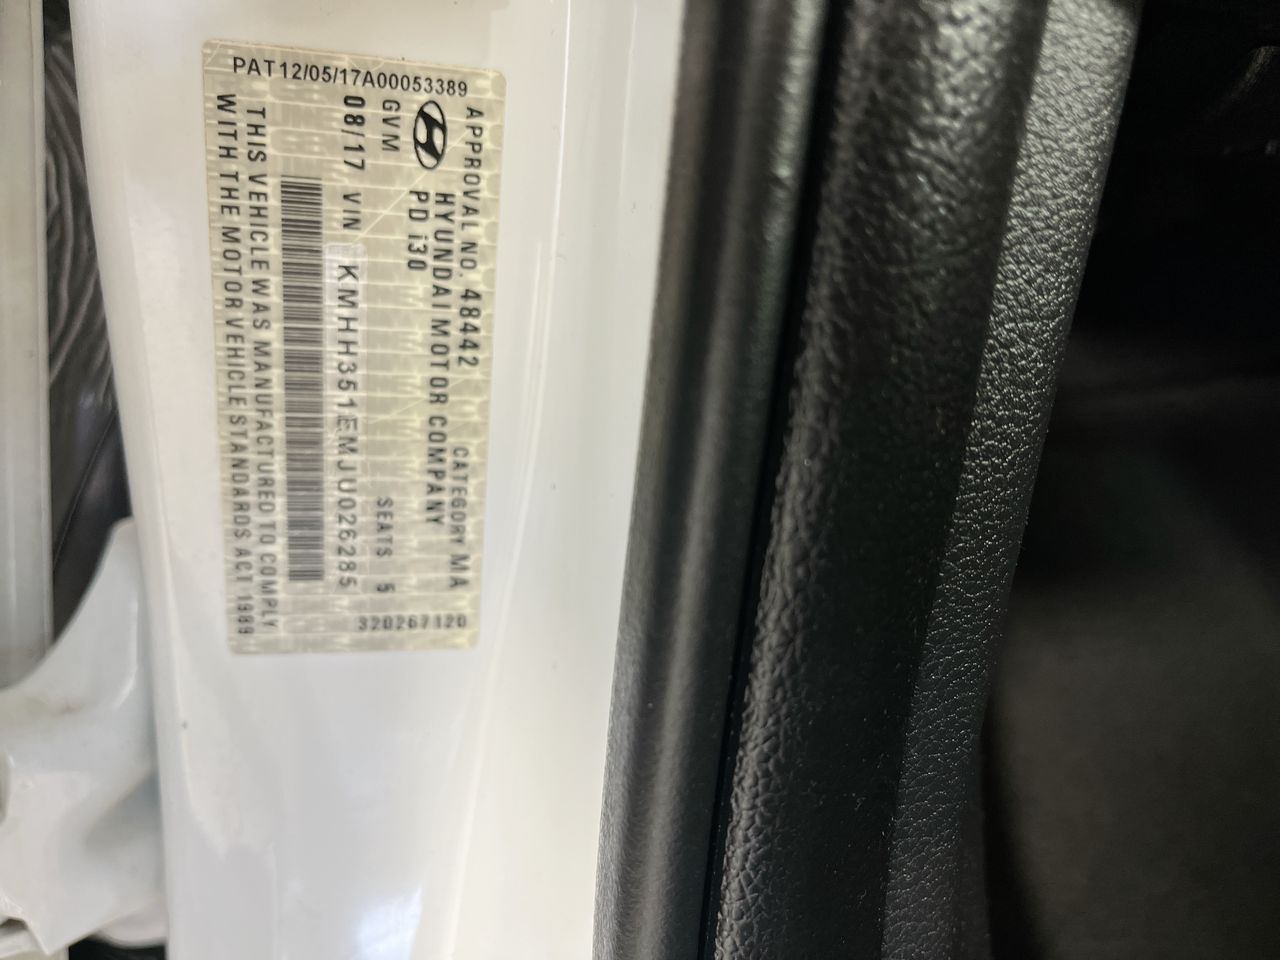 PAT12/05/17A00053389
APPROVAL NO. 48442 CATEGORY MA
HYUNDAI MOTOR COMPANY
PD i30
GVM SEATS 5 320267120
08/17 VIN KMHH351EMJU026285
THIS VEHICLE WAS MANUFACTURED TO COMPLY
WITH THE MOTOR VEHICLE STANDARDS ACT 1989